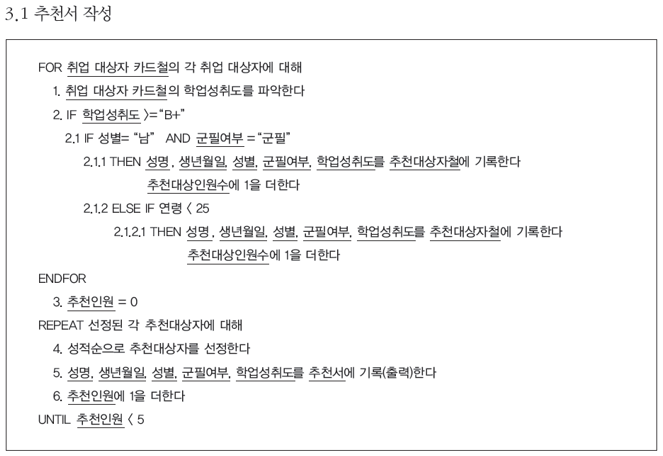 3.1 추천서 작성
FOR 취업 대상자 카드철의 각 취업 대상자에 대해
1. 취업 대상자 카드철의 학업성취도를 파악한다
2. IF 학업성취도 >="B+"
2.1 IF 성별= "남" AND 군필여부 ="군필"
2.1.1 THEN 성명, 생년월일, 성별, 군필여부, 학업성취도를 추천대상자철에 기록한다
추천대상인원수에 1을 더한다
2.1.2 ELSE IF 연령 < 25
2.1.2.1 THEN 성명, 생년월일, 성별, 군필여부, 학업성취도를 추천대상자철에 기록한다
추천대상인원수에 1을 더한다
ENDFOR
3. 추천인원 = 0
REPEAT 선정된 각 추천대상자에 대해
4. 성적순으로 추천대상자를 선정한다
5. 성명, 생년월일, 성별, 군필여부, 학업성취도를 추천서에 기록(출력)한다
6. 추천인원에 1을 더한다
UNTIL 추천인원 < 5